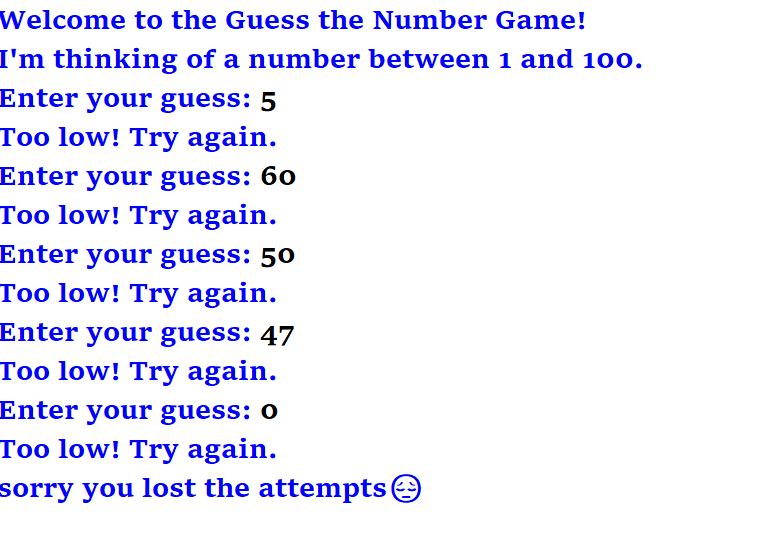 Welcome to the Guess the Number Game!
I'm thinking of a number between 1 and 100.
Enter your guess: 5
Too low! Try again.
Enter your guess: 60
Too low! Try again.
Enter your guess: 50
Too low! Try again.
Enter your guess: 47
Too low! Try again.
Enter your guess: 0
Too low! Try again.
sorry you lost the attempts😔